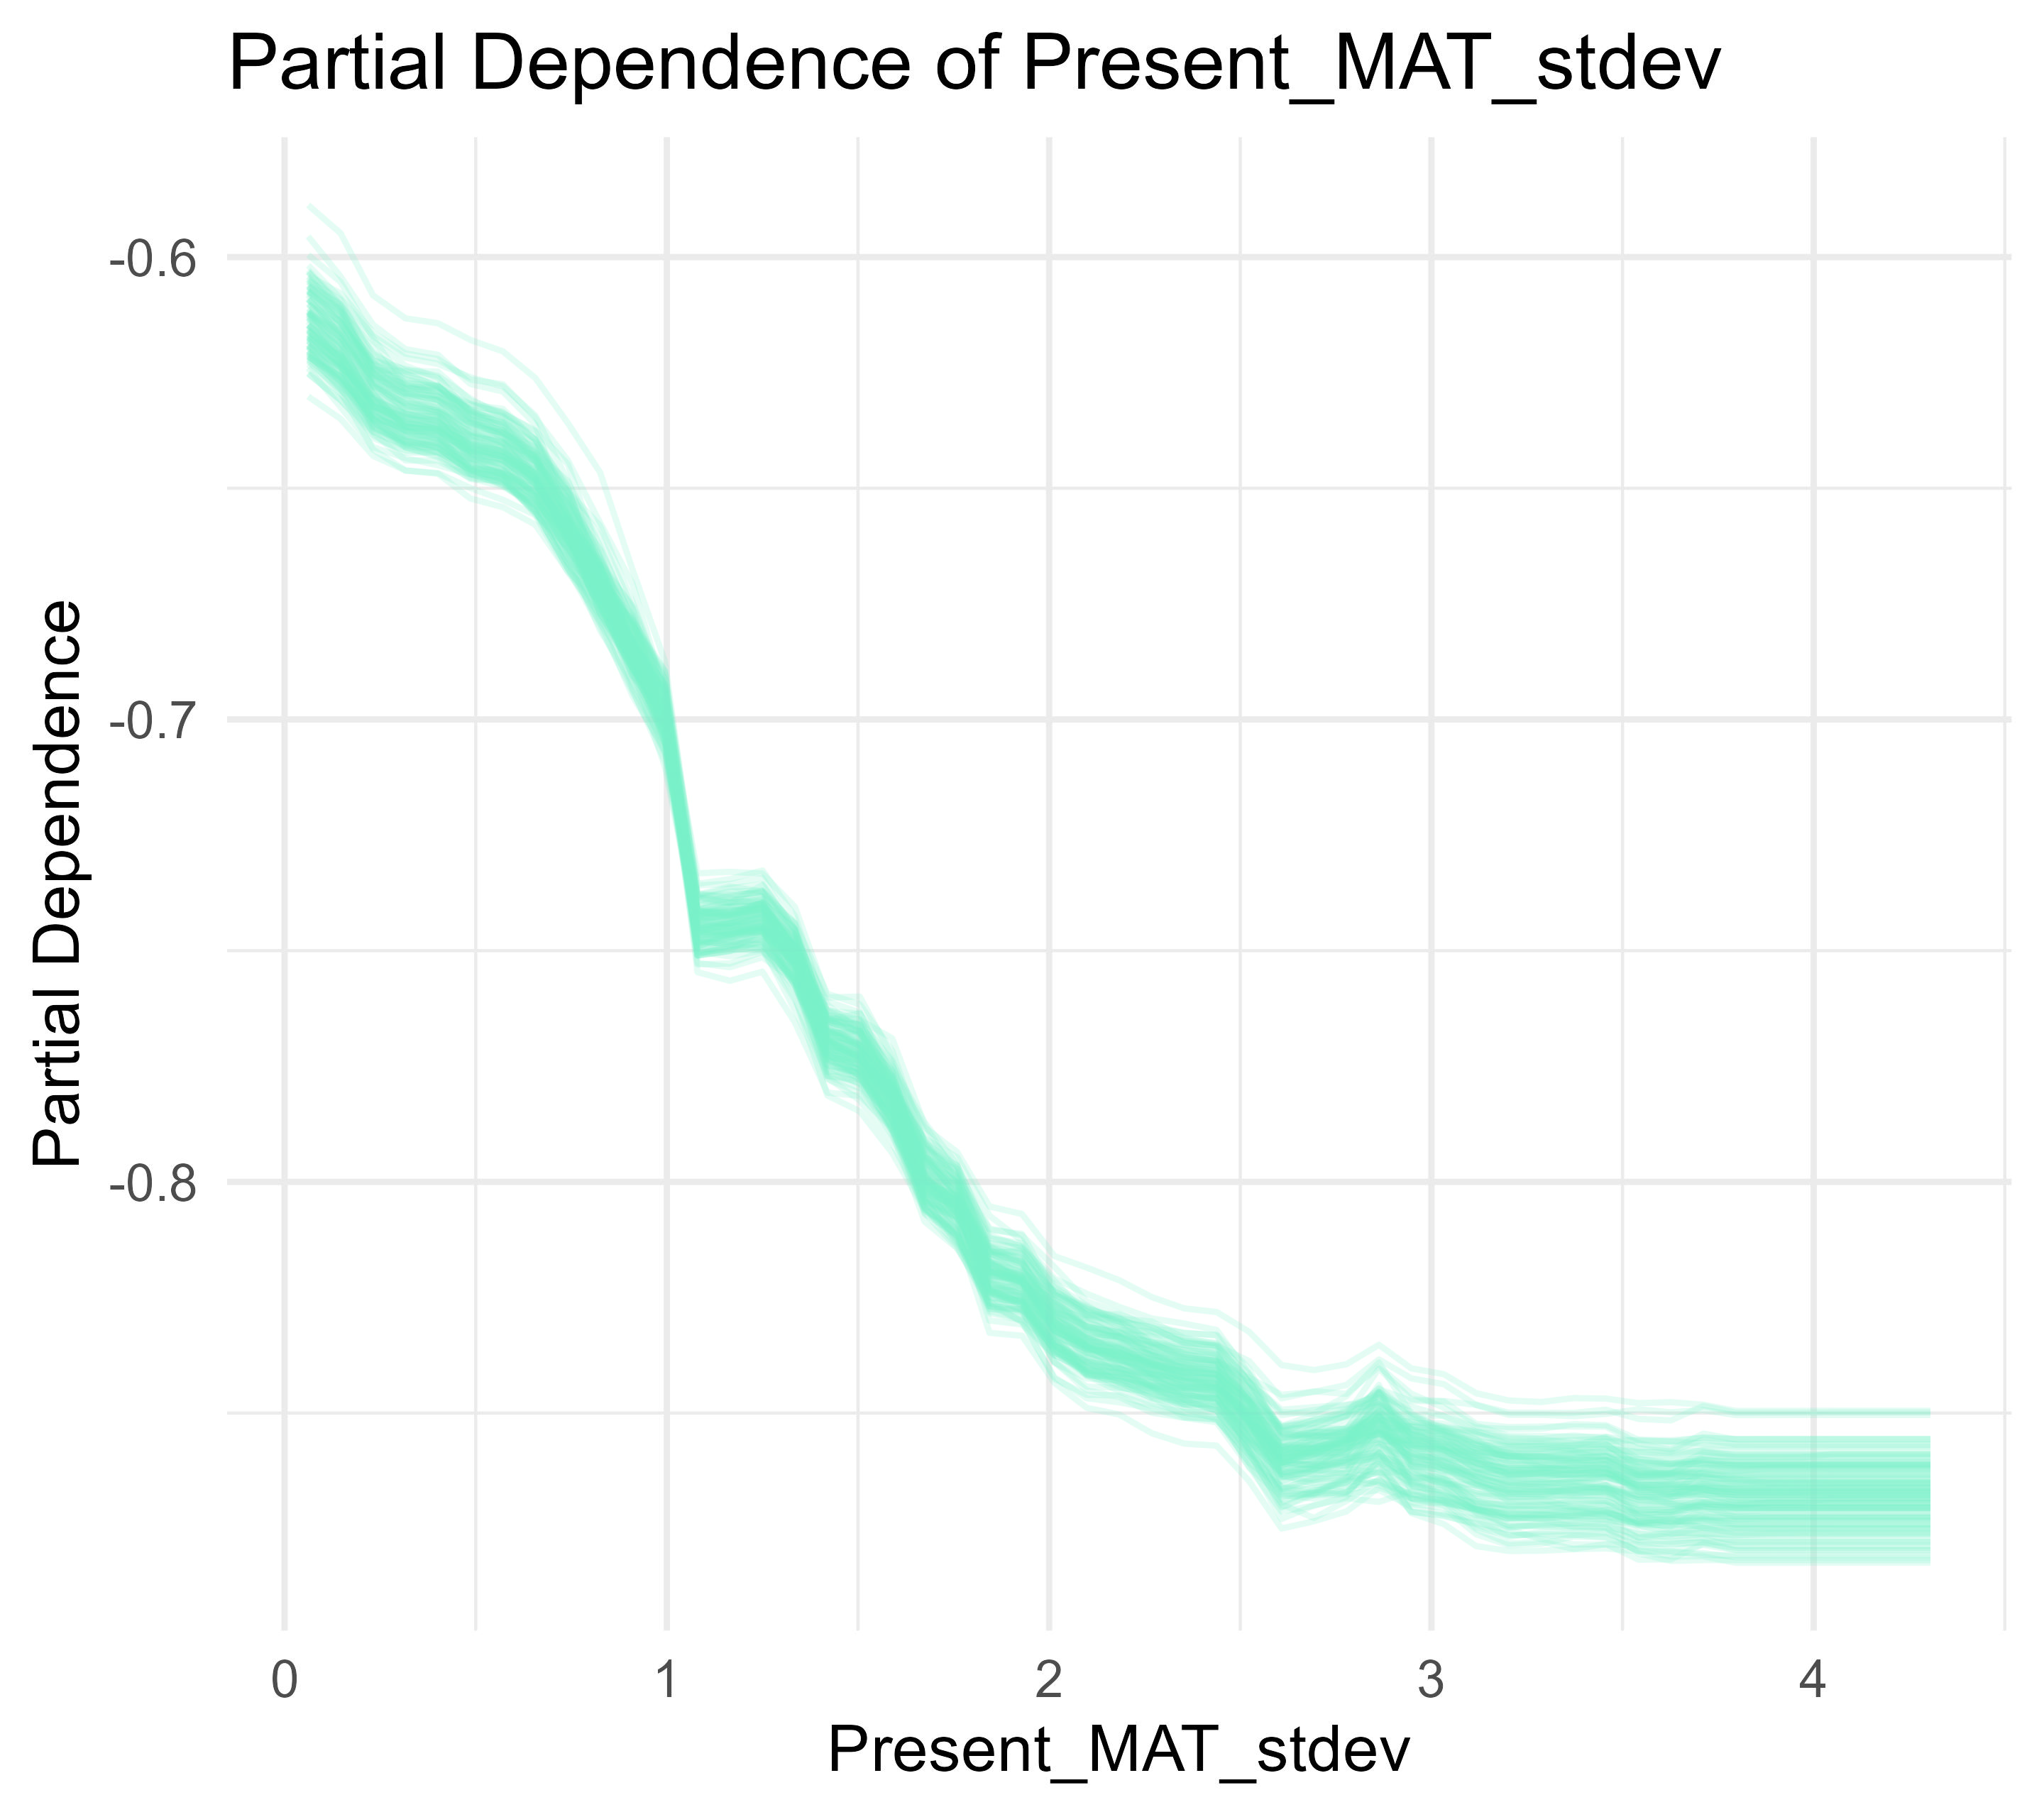 Partial Dependence of Present_MAT_stdev
Partial Dependence
-0.6
-0.7
-0.8
0 1 2 3 4
Present_MAT_stdev